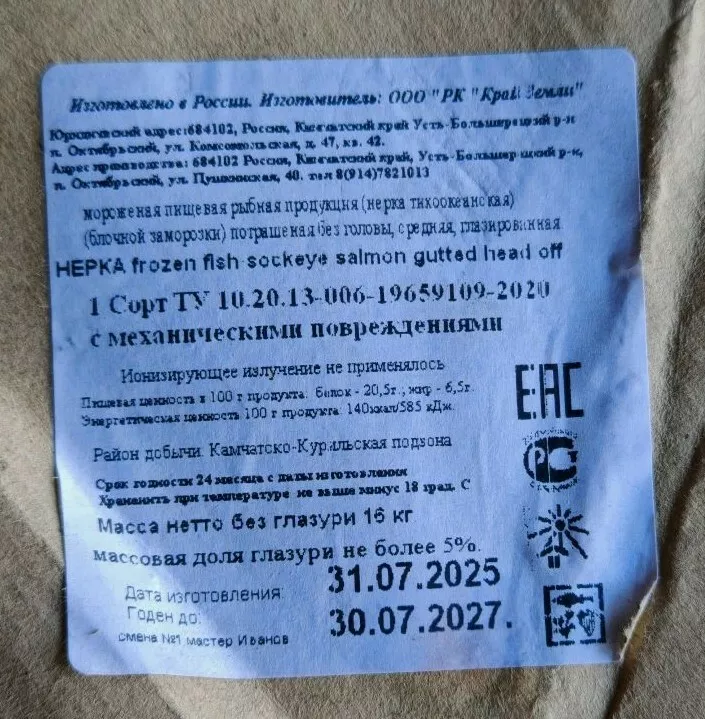 Изготовлено в России. Изготовитель: ООО "РК "Край Земли"
Юридический адрес:684102, Россия, Камчатский край Усть-Большерецкий р-н
п. Октябрьский, ул. Комсомольская, д. 47, кв. 42.
Адрес производства: 684102 Россия, Камчатский край, Усть-Большерецкий р-н,
п. Октябрьский, ул. Пушкинская, 40. тел 8(914)7821013
мороженая пищевая рыбная продукция (нерка тихоокеанская)
(блочной заморозки) потрашеная без головы, средняя, глазированная
НЕРКА frozen fish sockeye salmon gutted head off
1 Сорт ТУ 10.20.13-006-19659109-2020
с механическими повреждениями
Ионизирующее излучение не применялось
Пищевая ценность в 100 г продукта: белок - 20,5г., жир - 6,5г.
Энергетическая ценность 100 г продукта: 140ккал/585 кДж.
EAC
Район добычи: Камчатско-Курильская подзона
РСТ
Срок годности 24 месяца с даты изготовления
Хранить при температуре не выше минус 18 град. С
Масса нетто без глазури 16 кг
массовая доля глазури не более 5%.
Дата изготовления: 31.07.2025
Годен до: 30.07.2027.
смена №1 мастер Иванов